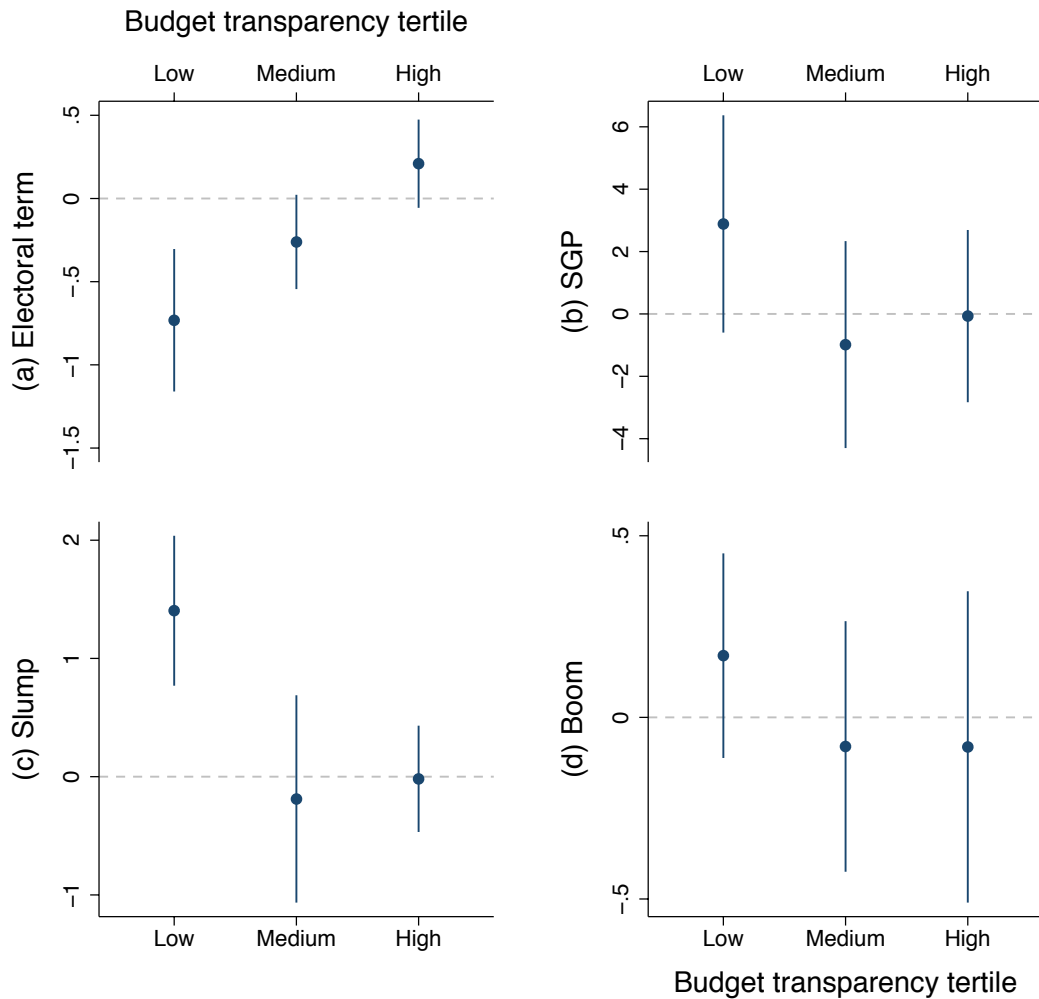 Budget transparency tertile
Low Medium High
(a) Electoral term
.5
0
−.5
−1
−1.5
Low Medium High
(b) SGP
6
4
2
0
−2
−4
(c) Slump
2
1
0
−1
Low Medium High
(d) Boom
.5
0
−.5
Low Medium High
Budget transparency tertile